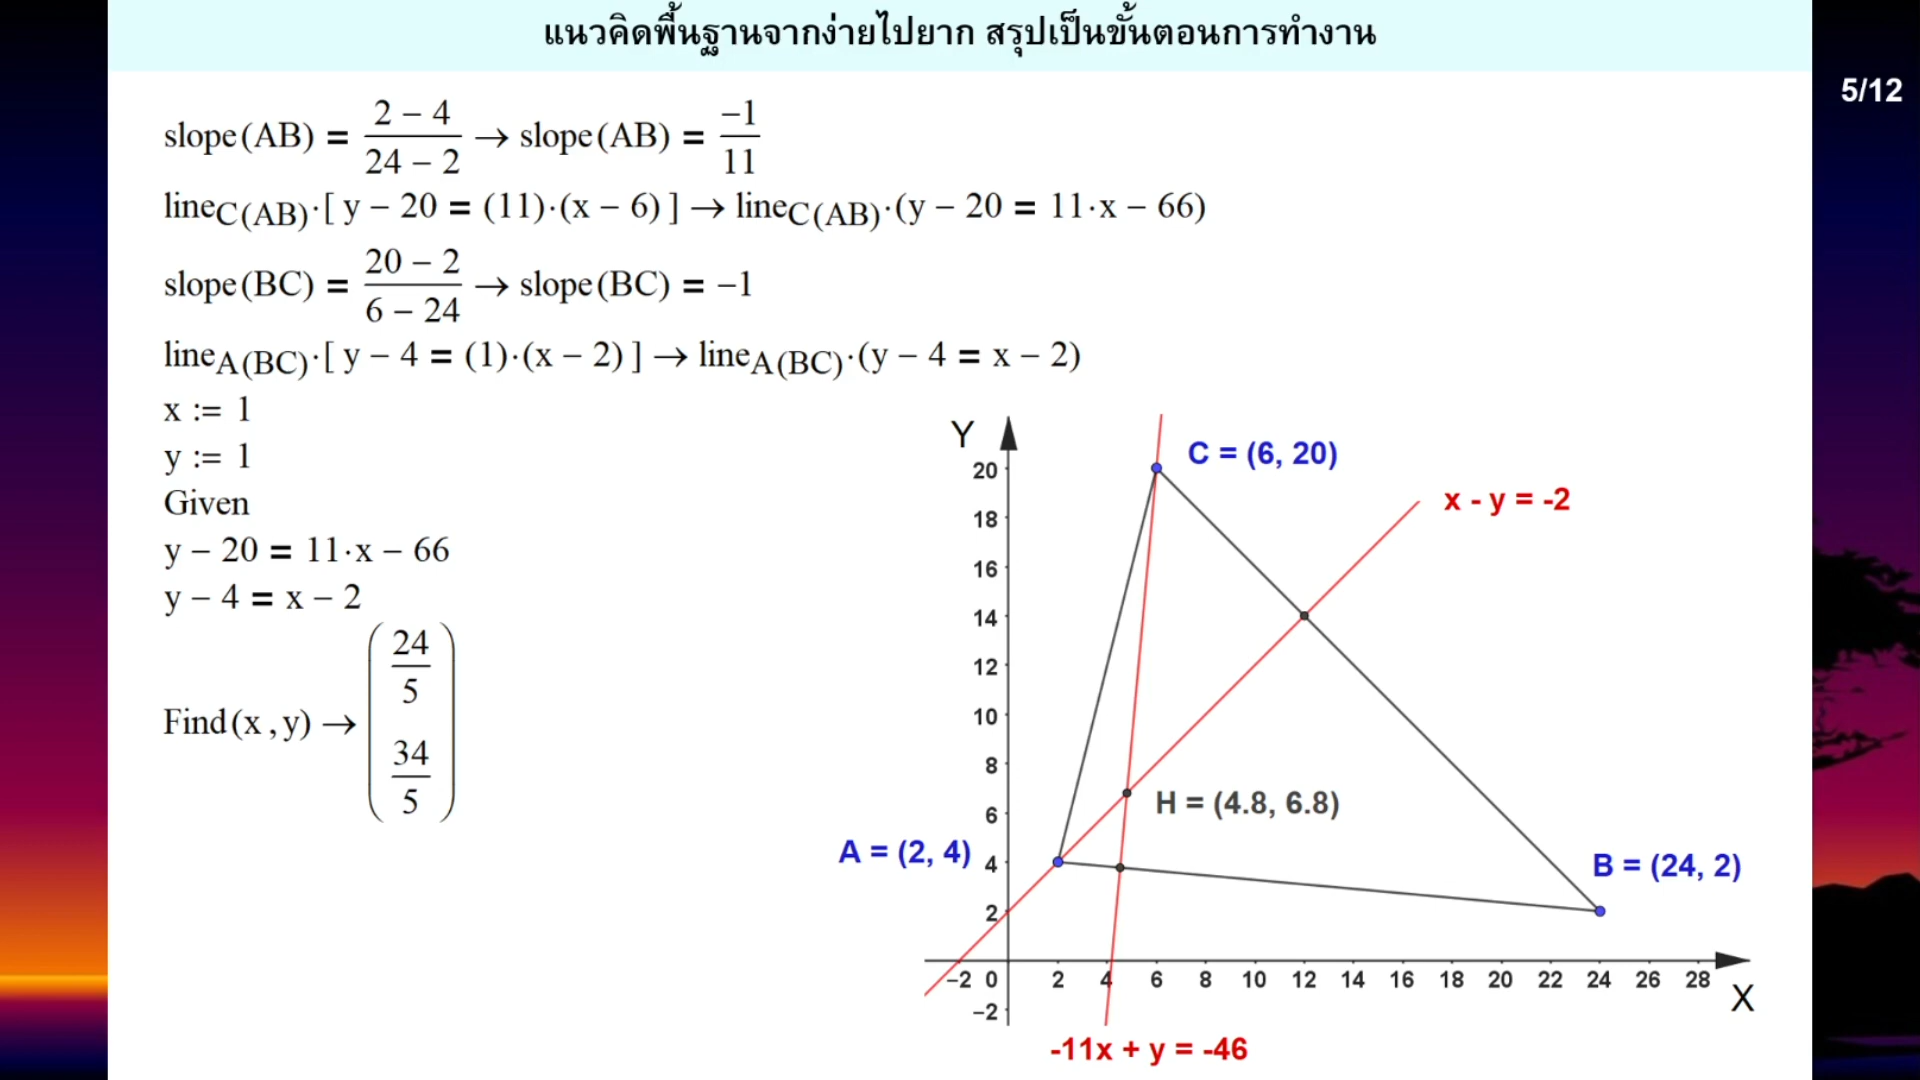 แนวคิดพื้นฐานจากง่ายไปยาก สรุปเป็นขั้นตอนการทำงาน
5/12
slope(AB) = (2 − 4)/(24 − 2) → slope(AB) = −1/11
lineC(AB)·[ y − 20 = (11)·(x − 6) ] → lineC(AB)·(y − 20 = 11·x − 66)
slope(BC) = (20 − 2)/(6 − 24) → slope(BC) = −1
lineA(BC)·[ y − 4 = (1)·(x − 2) ] → lineA(BC)·(y − 4 = x − 2)
x := 1
y := 1
Given
y − 20 = 11·x − 66
y − 4 = x − 2
Find(x , y) → (24/5 34/5)
Y
C = (6, 20)
x - y = -2
20
18
16
14
12
10
8
6
4
2
−2
H = (4.8, 6.8)
A = (2, 4)
B = (24, 2)
−2 0 2 4 6 8 10 12 14 16 18 20 22 24 26 28
X
-11x + y = -46